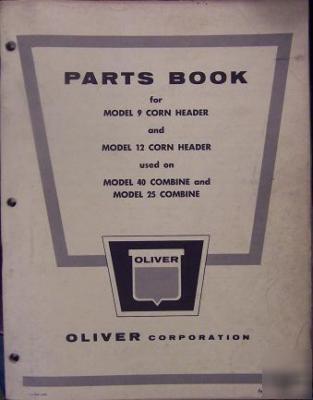 PARTS BOOK
for
MODEL 9 CORN HEADER
and
MODEL 12 CORN HEADER
used on
MODEL 40 COMBINE and
MODEL 25 COMBINE
OLIVER
OLIVER CORPORATION